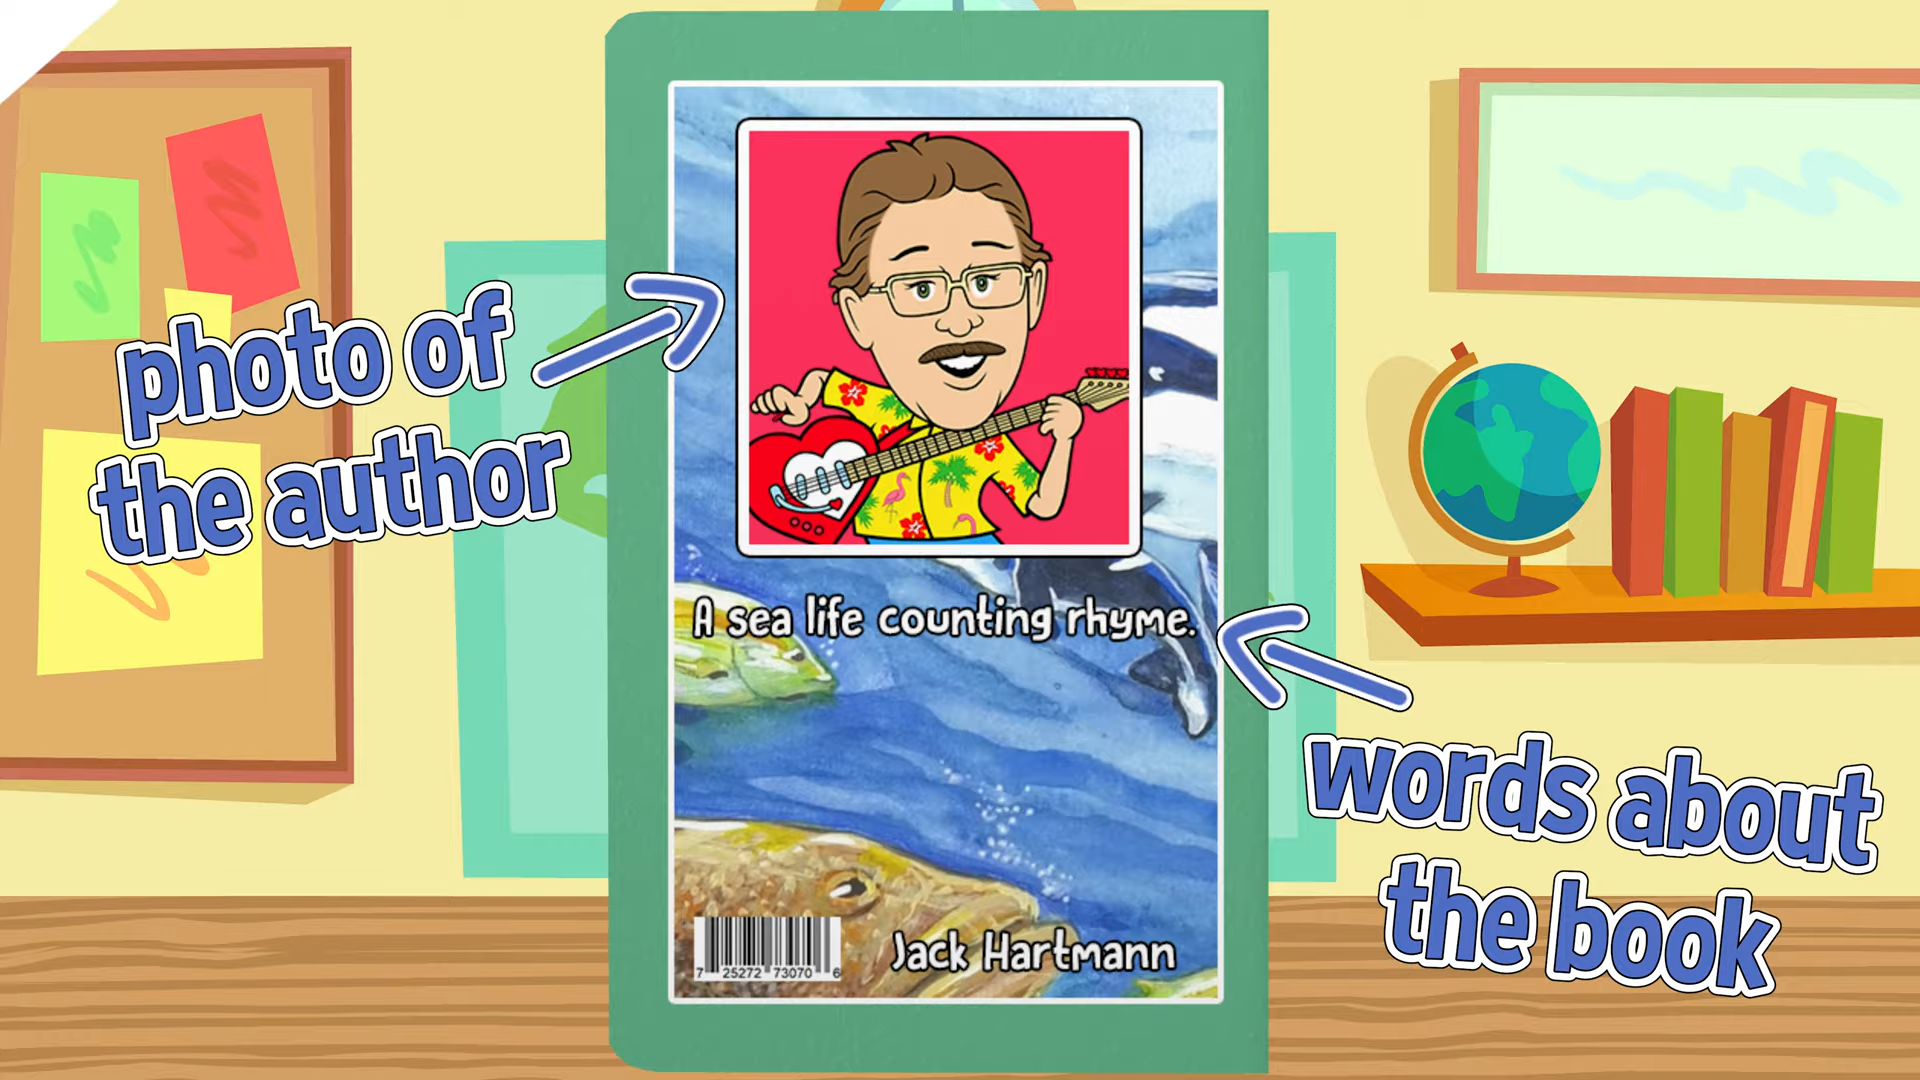 photo of
the author
A sea life counting rhyme.
words about
the book
7 25272 73070 6
Jack Hartmann